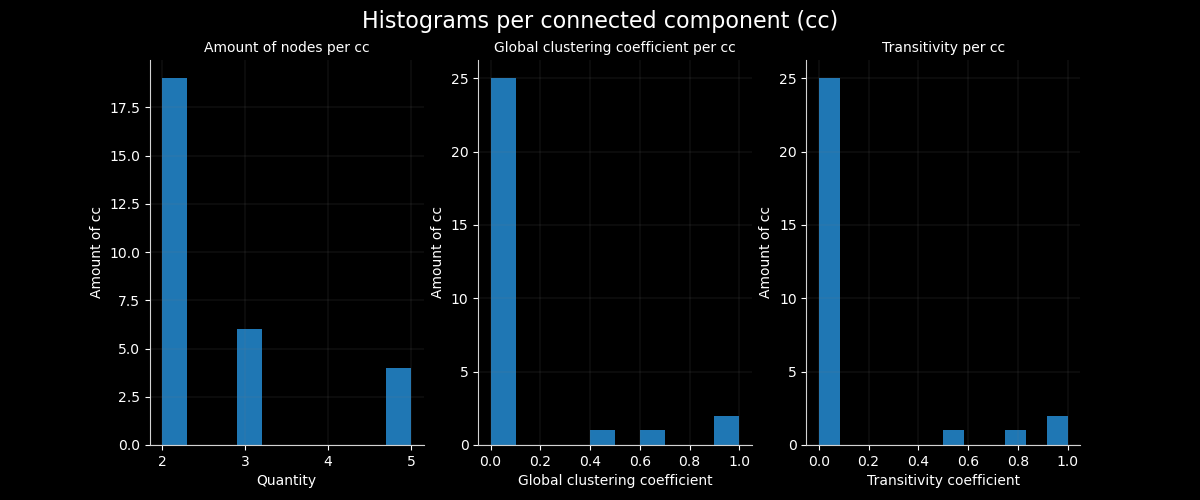 Histograms per connected component (cc)
Amount of nodes per cc
Amount of cc
17.5
15.0
12.5
10.0
7.5
5.0
2.5
0.0
2 3 4 5
Quantity
Global clustering coefficient per cc
Amount of cc
25
20
15
10
5
0
0.0 0.2 0.4 0.6 0.8 1.0
Global clustering coefficient
Transitivity per cc
Amount of cc
25
20
15
10
5
0
0.0 0.2 0.4 0.6 0.8 1.0
Transitivity coefficient